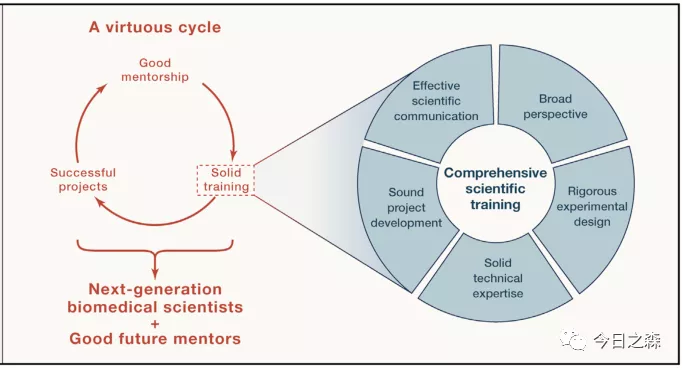 A virtuous cycle
Good
mentorship
Successful
projects
Solid
training
Next-generation
biomedical scientists
+
Good future mentors
Effective
scientific
communication
Broad
perspective
Rigorous
experimental
design
Solid
technical
expertise
Sound
project
development
Comprehensive
scientific
training
今日之森